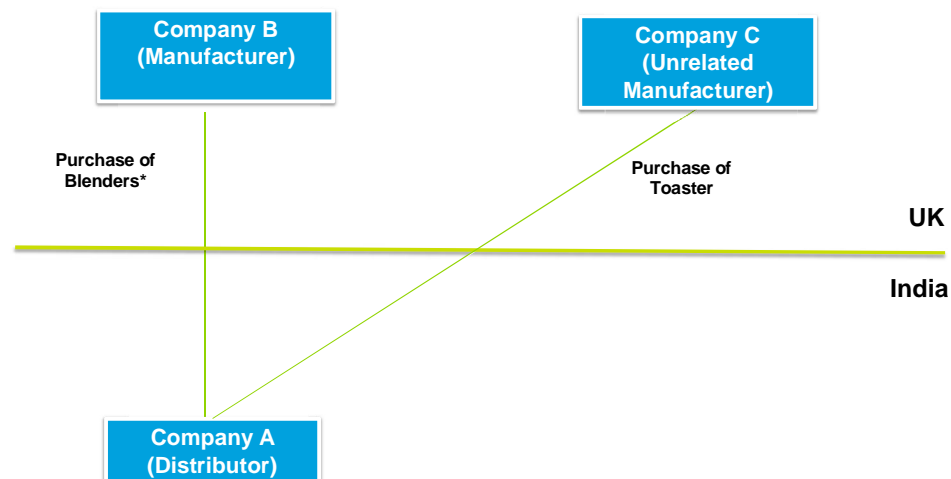 Company B
(Manufacturer)
Company C
(Unrelated
Manufacturer)
Purchase of
Blenders*
Purchase of
Toaster
UK
India
Company A
(Distributor)